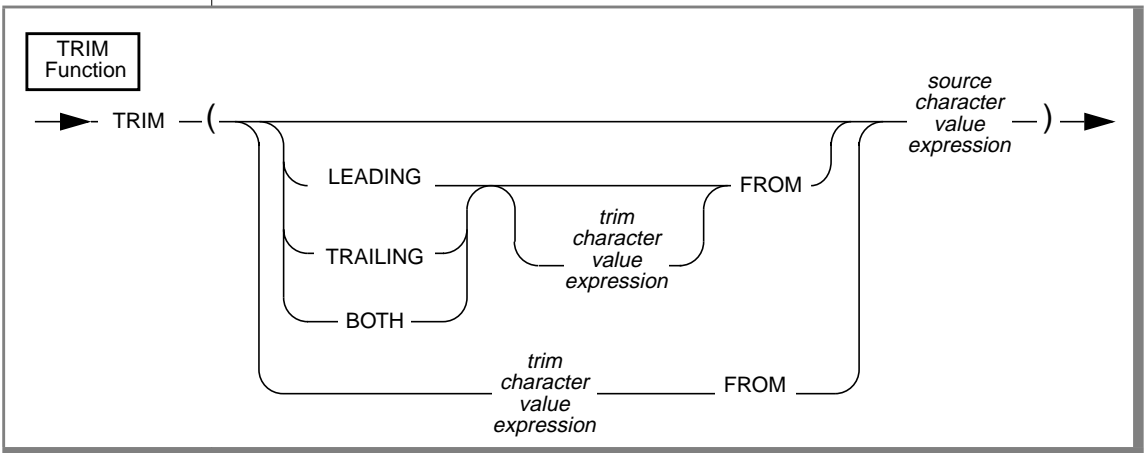 TRIM
Function
TRIM
(
source
character
value
expression
)
LEADING
FROM
TRAILING
BOTH
trim
character
value
expression
trim
character
value
expression
FROM